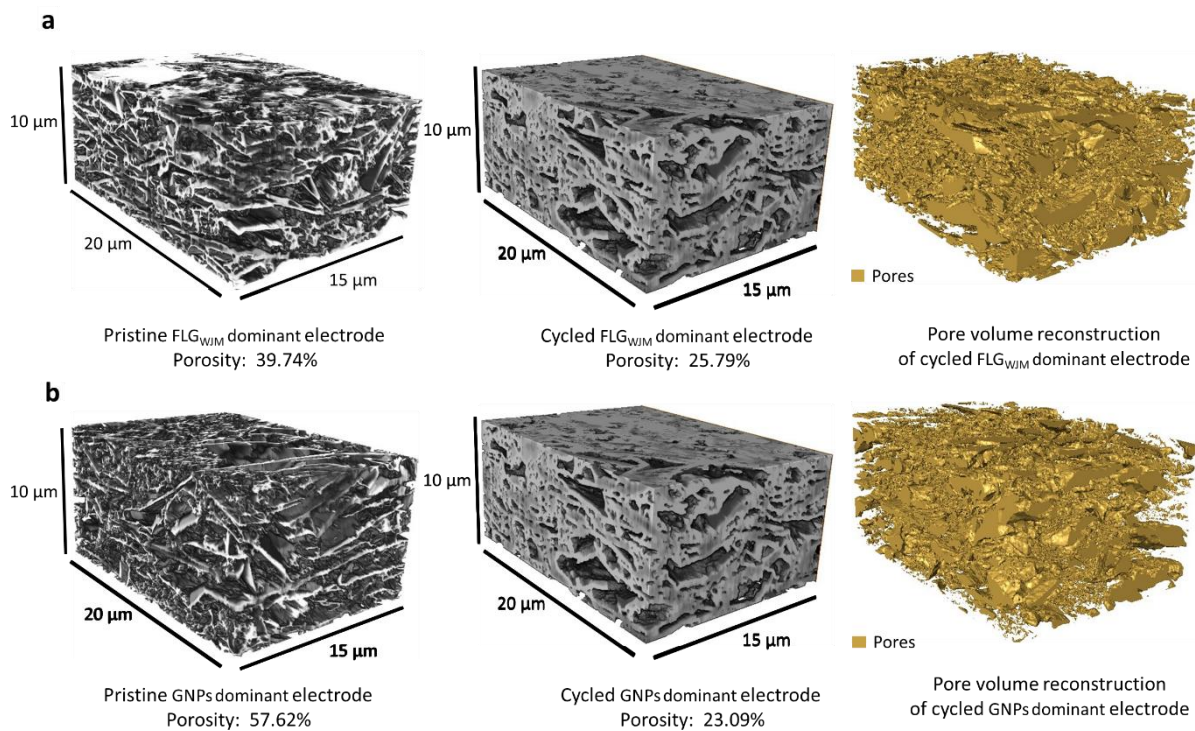 a
10 µm
20 µm
15 µm
Pristine FLGWJM dominant electrode
Porosity: 39.74%
10 µm
20 µm
15 µm
Cycled FLGWJM dominant electrode
Porosity: 25.79%
Pores
Pore volume reconstruction
of cycled FLGWJM dominant electrode
b
10 µm
20 µm
15 µm
Pristine GNPs dominant electrode
Porosity: 57.62%
10 µm
20 µm
15 µm
Cycled GNPs dominant electrode
Porosity: 23.09%
Pores
Pore volume reconstruction
of cycled GNPs dominant electrode